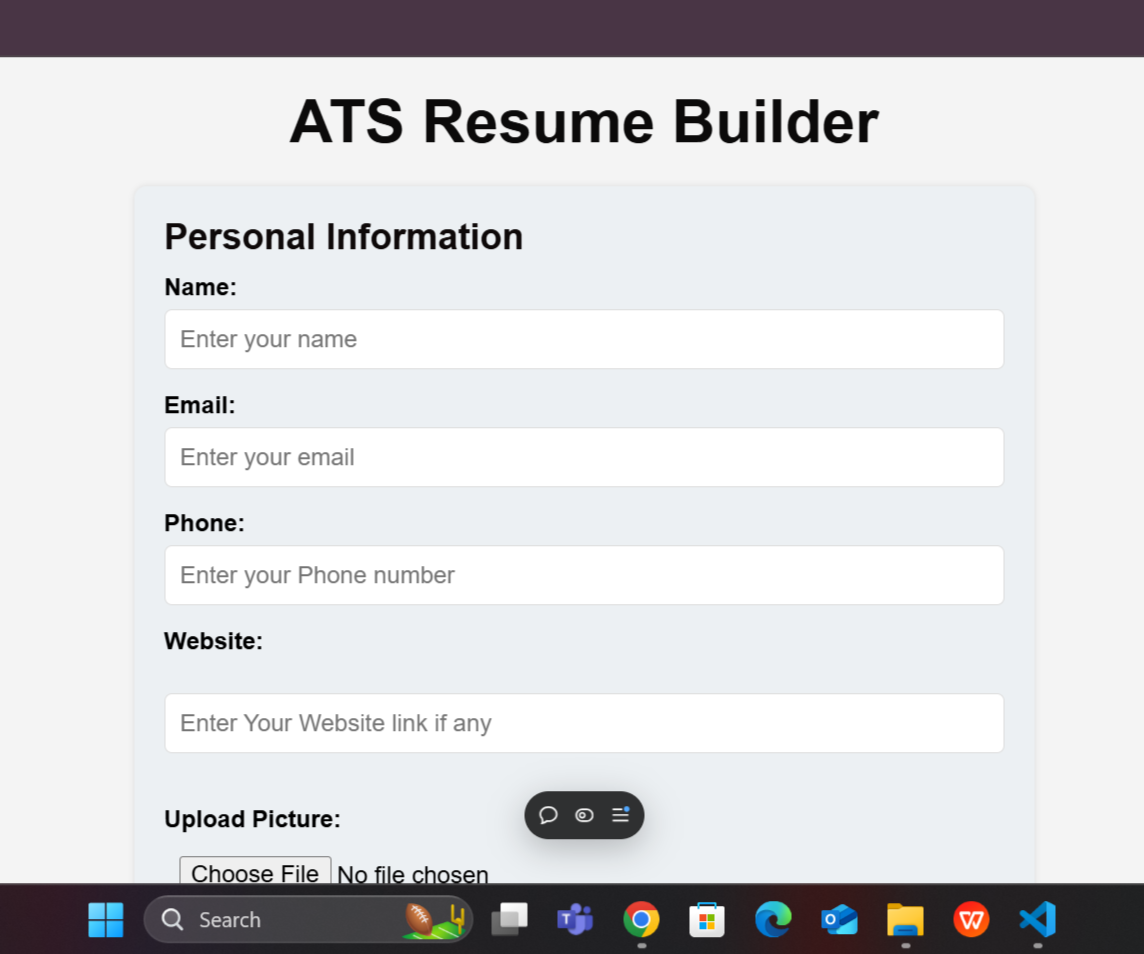 ATS Resume Builder
Personal Information
Name:
Enter your name
Email:
Enter your email
Phone:
Enter your Phone number
Website:
Enter Your Website link if any
Upload Picture:
Choose File No file chosen
Search